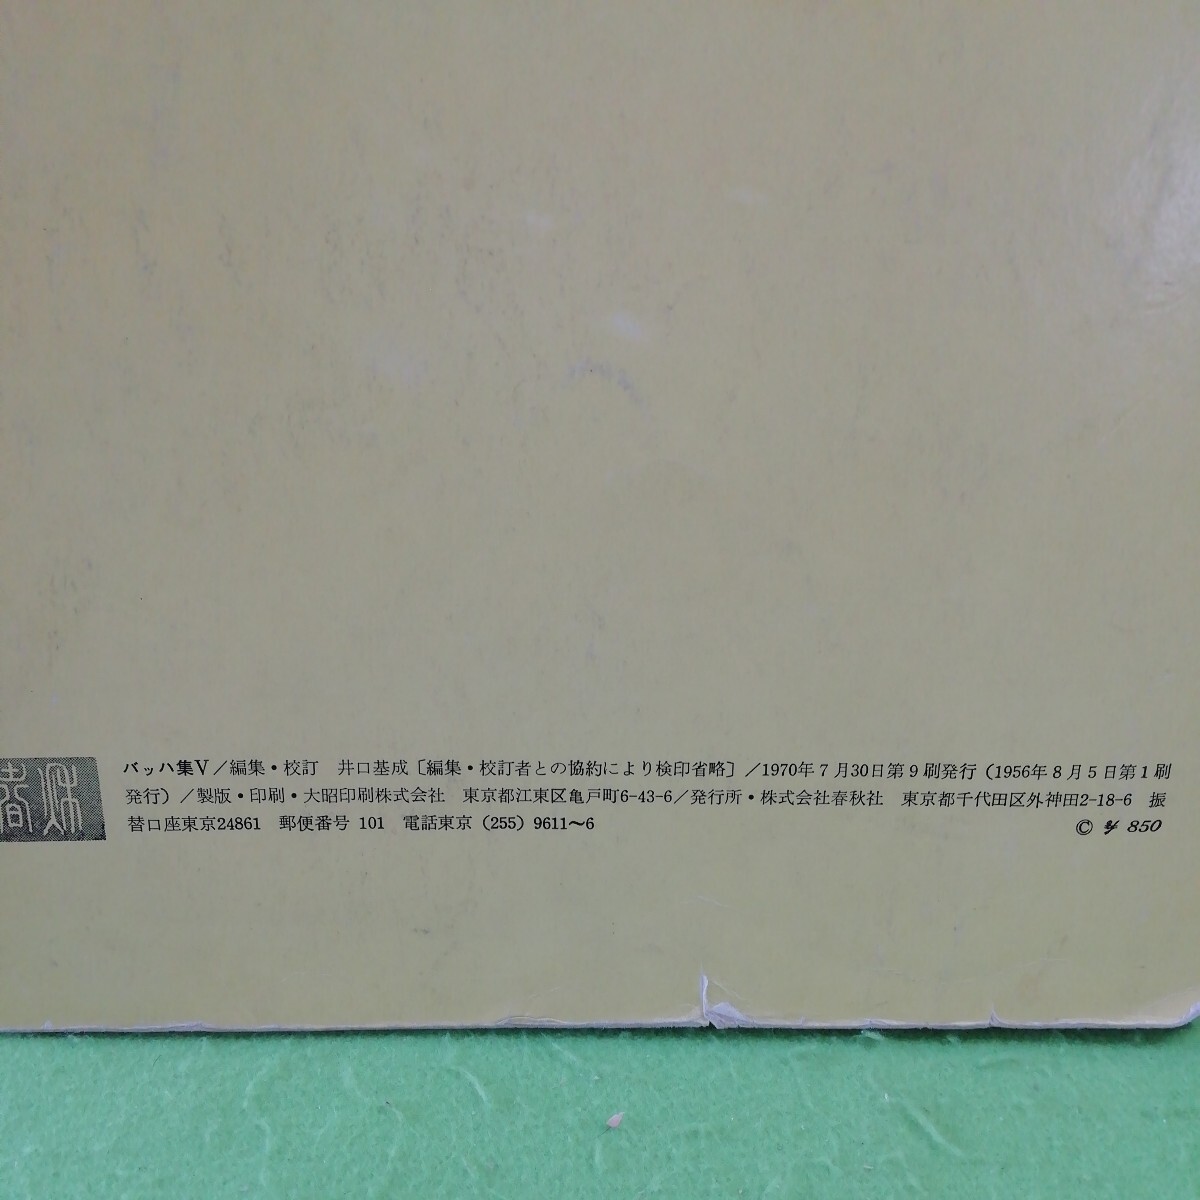 バッハ集V/編集・校訂 井口基成〔編集・校訂者との協約により検印省略〕/1970年7月30日第9刷発行(1956年8月5日第1刷
発行)/製版・印刷・大昭印刷株式会社 東京都江東区亀戸町6-43-6/発行所・株式会社春秋社 東京都千代田区外神田2-18-6 振
替口座東京24861 郵便番号 101 電話東京(255)9611〜6
© ¥ 850